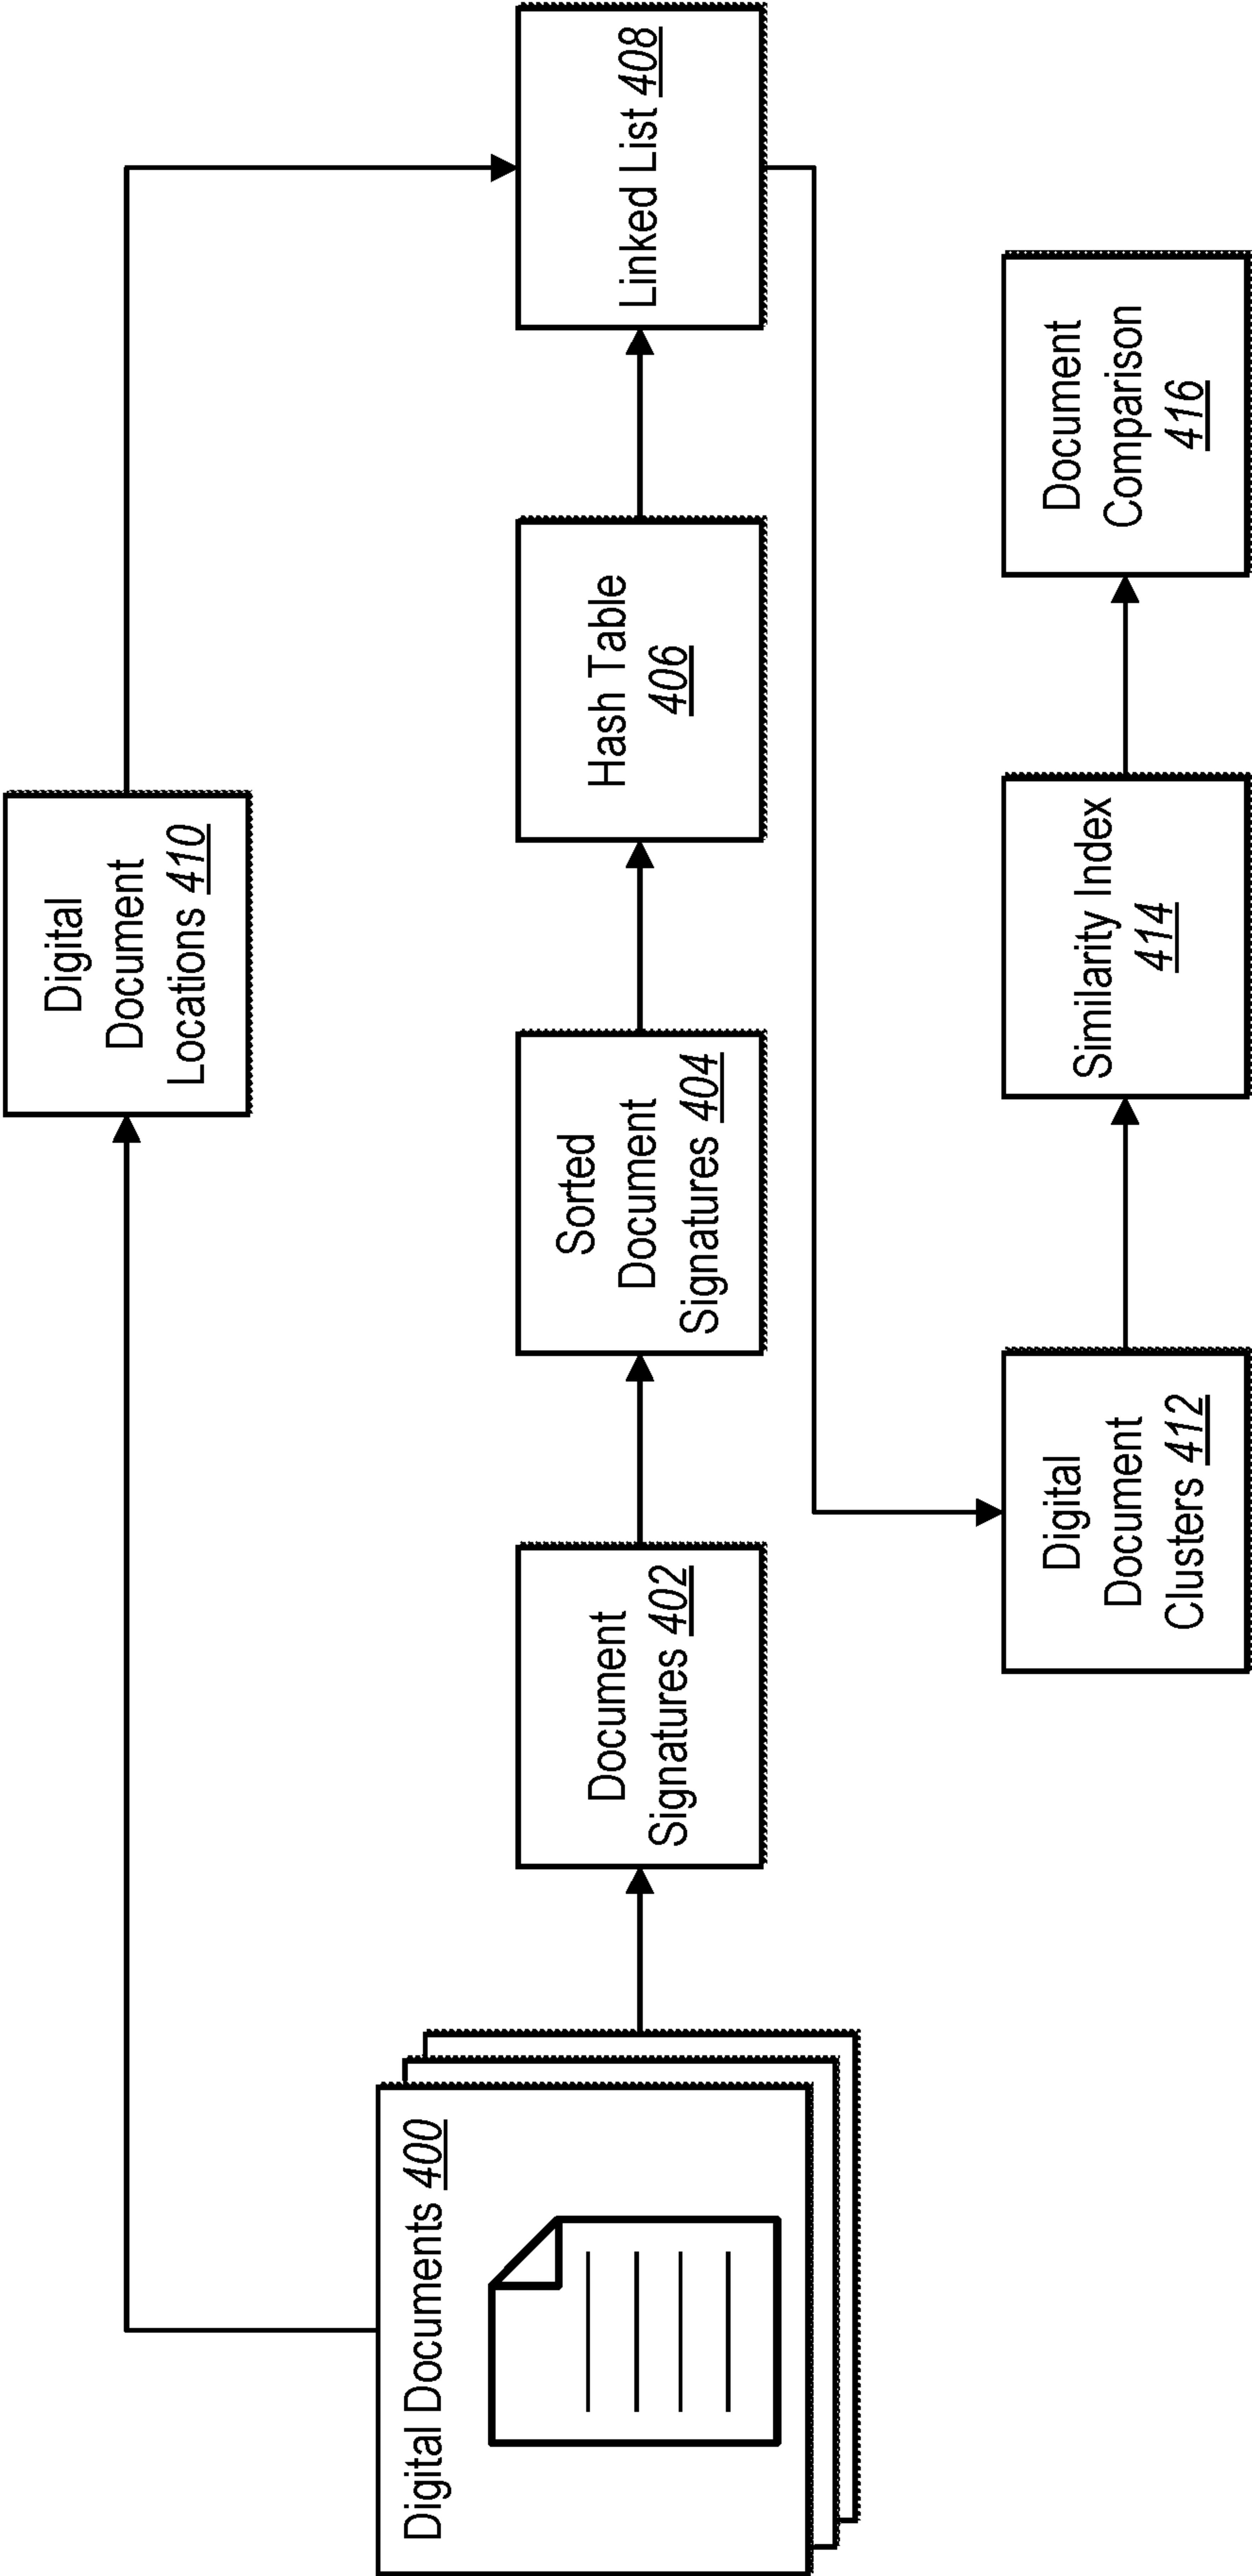 Digital
Document
Locations 410
Digital Documents 400
Document
Signatures 402
Sorted
Document
Signatures 404
Hash Table
406
Linked List 408
Digital
Document
Clusters 412
Similarity Index
414
Document
Comparison
416